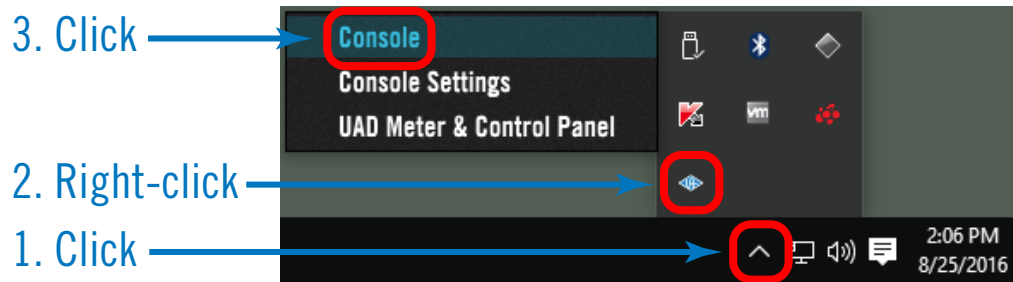 3. Click
Console
Console Settings
UAD Meter & Control Panel
vm
2. Right-click
1. Click
2:06 PM
8/25/2016